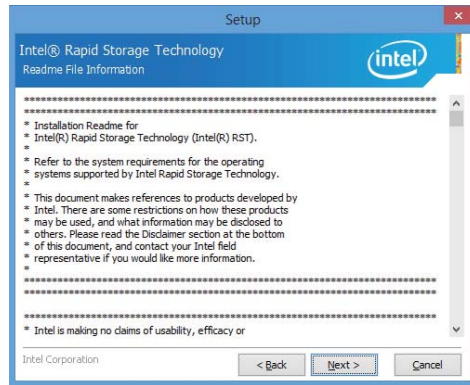 Setup
Intel® Rapid Storage Technology
Readme File Information
intel
*******************************************************************
*******************************************************************
* Installation Readme for
* Intel(R) Rapid Storage Technology (Intel(R) RST).
*
* Refer to the system requirements for the operating
* systems supported by Intel Rapid Storage Technology.
*
* This document makes references to products developed by
* Intel. There are some restrictions on how these products
* may be used, and what information may be disclosed to
* others. Please read the Disclaimer section at the bottom
* of this document, and contact your Intel field
* representative if you would like more information.
*
*******************************************************************
*******************************************************************
*******************************************************************
* Intel is making no claims of usability, efficacy or
Intel Corporation
< Back
Next >
Cancel